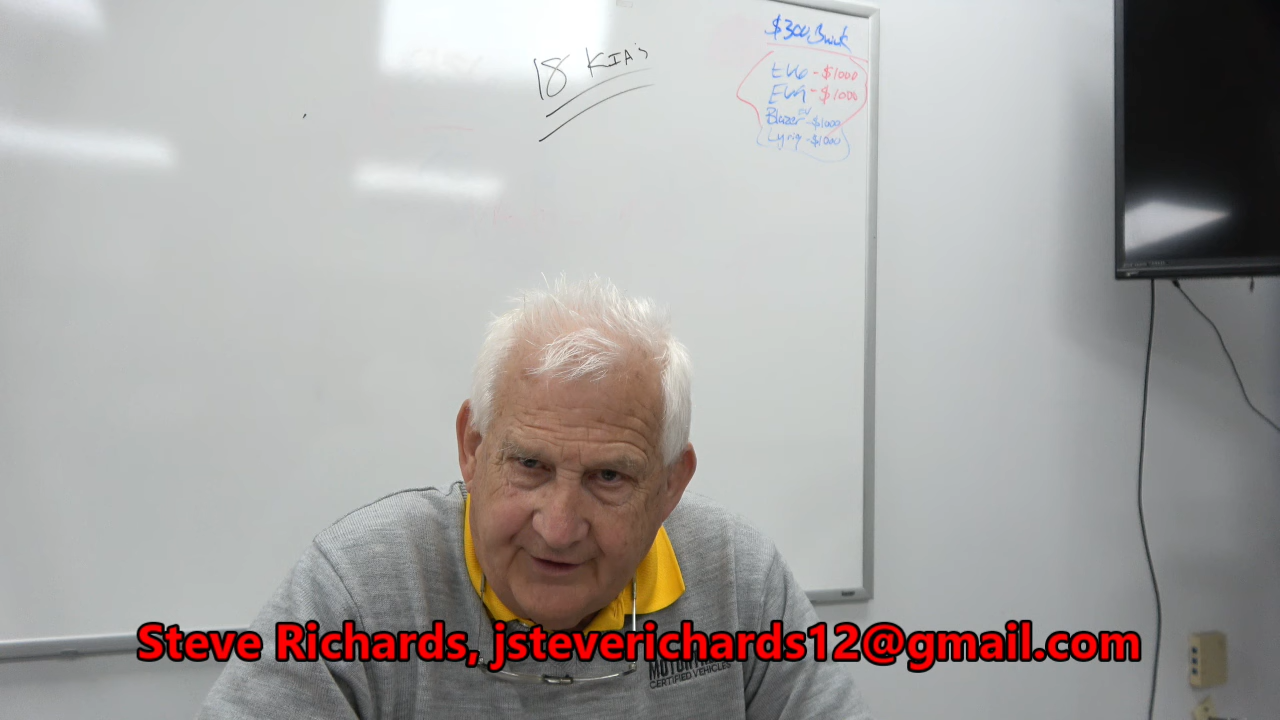 18 KIA's
$300 Buick
EV6 - $1000
EV9 - $1000
Blazer EV - $1000
Lyriq - $1000
Steve Richards, jsteverichards12@gmail.com
CERTIFIED VEHICLES